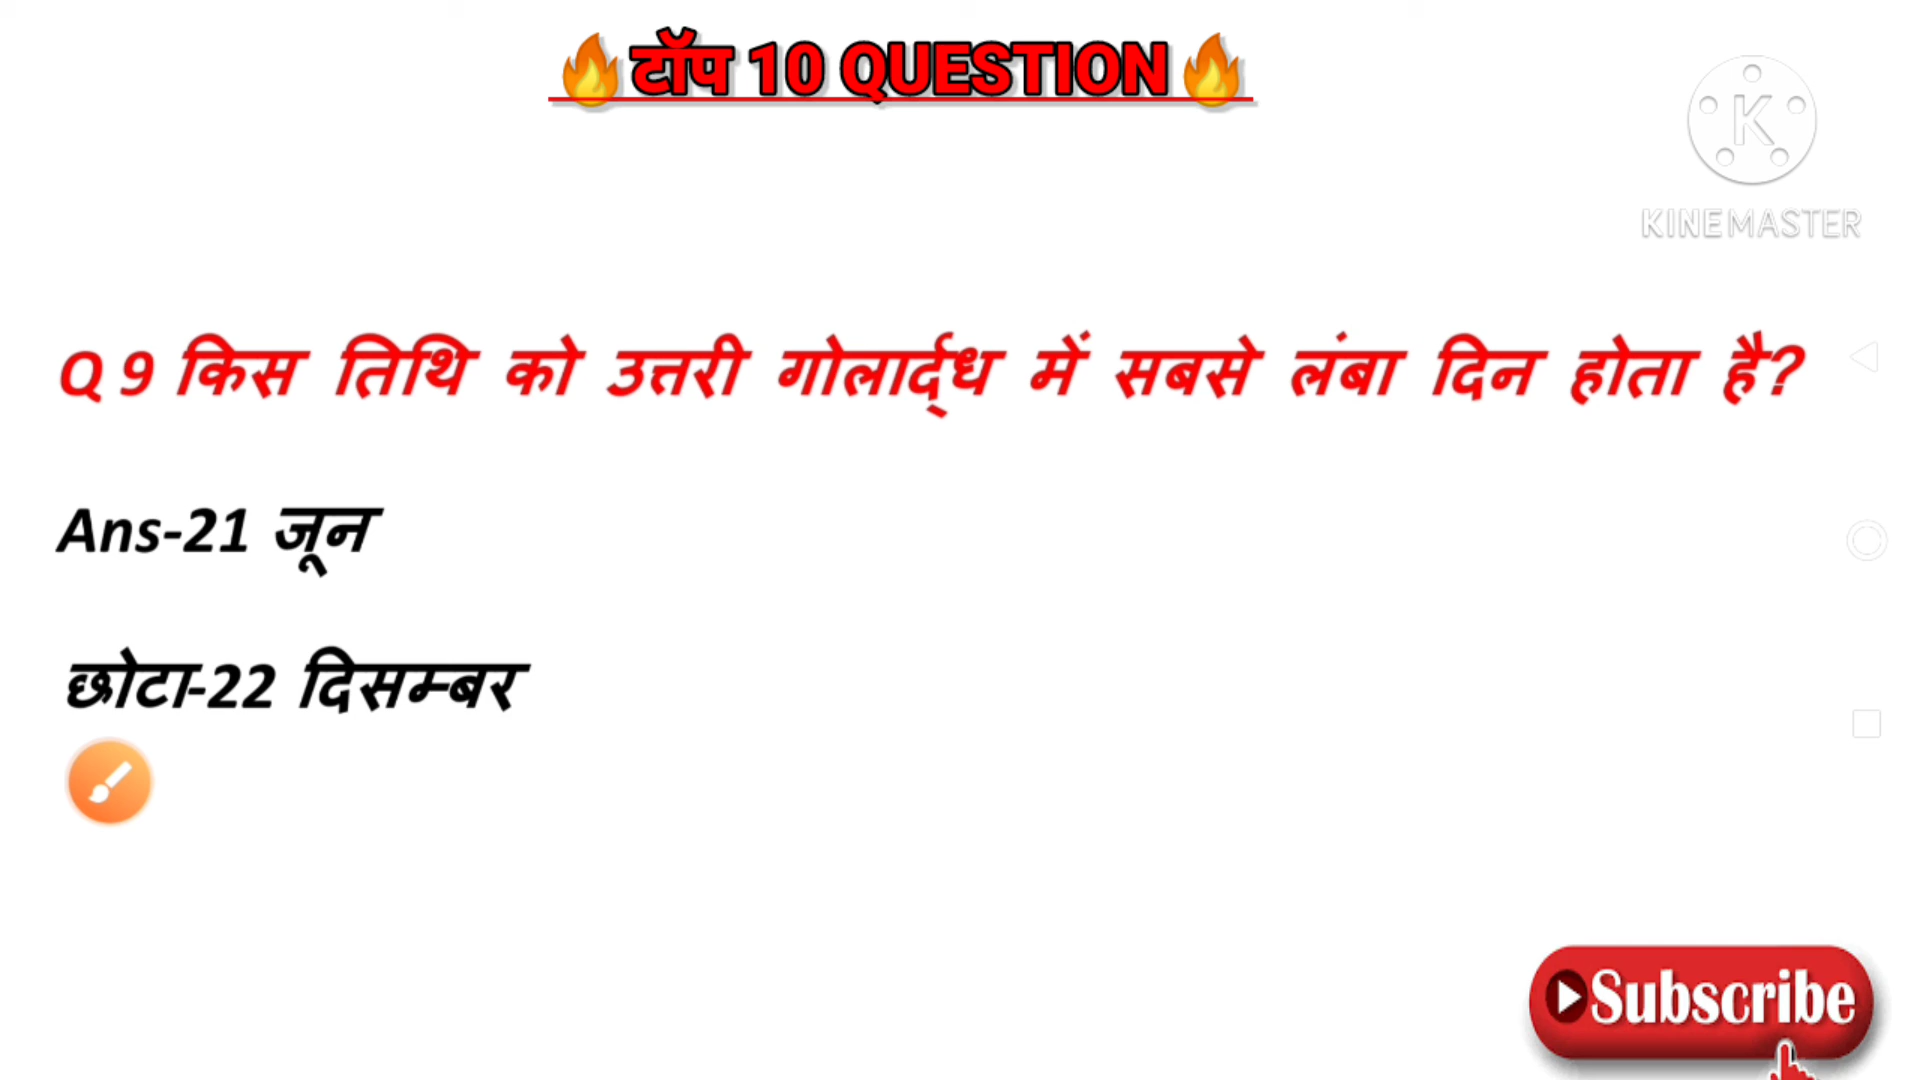 🔥टॉप 10 QUESTION🔥
K
KINEMASTER
Q 9 किस तिथि को उत्तरी गोलार्द्ध में सबसे लंबा दिन होता है?
Ans-21 जून
छोटा-22 दिसम्बर
Subscribe